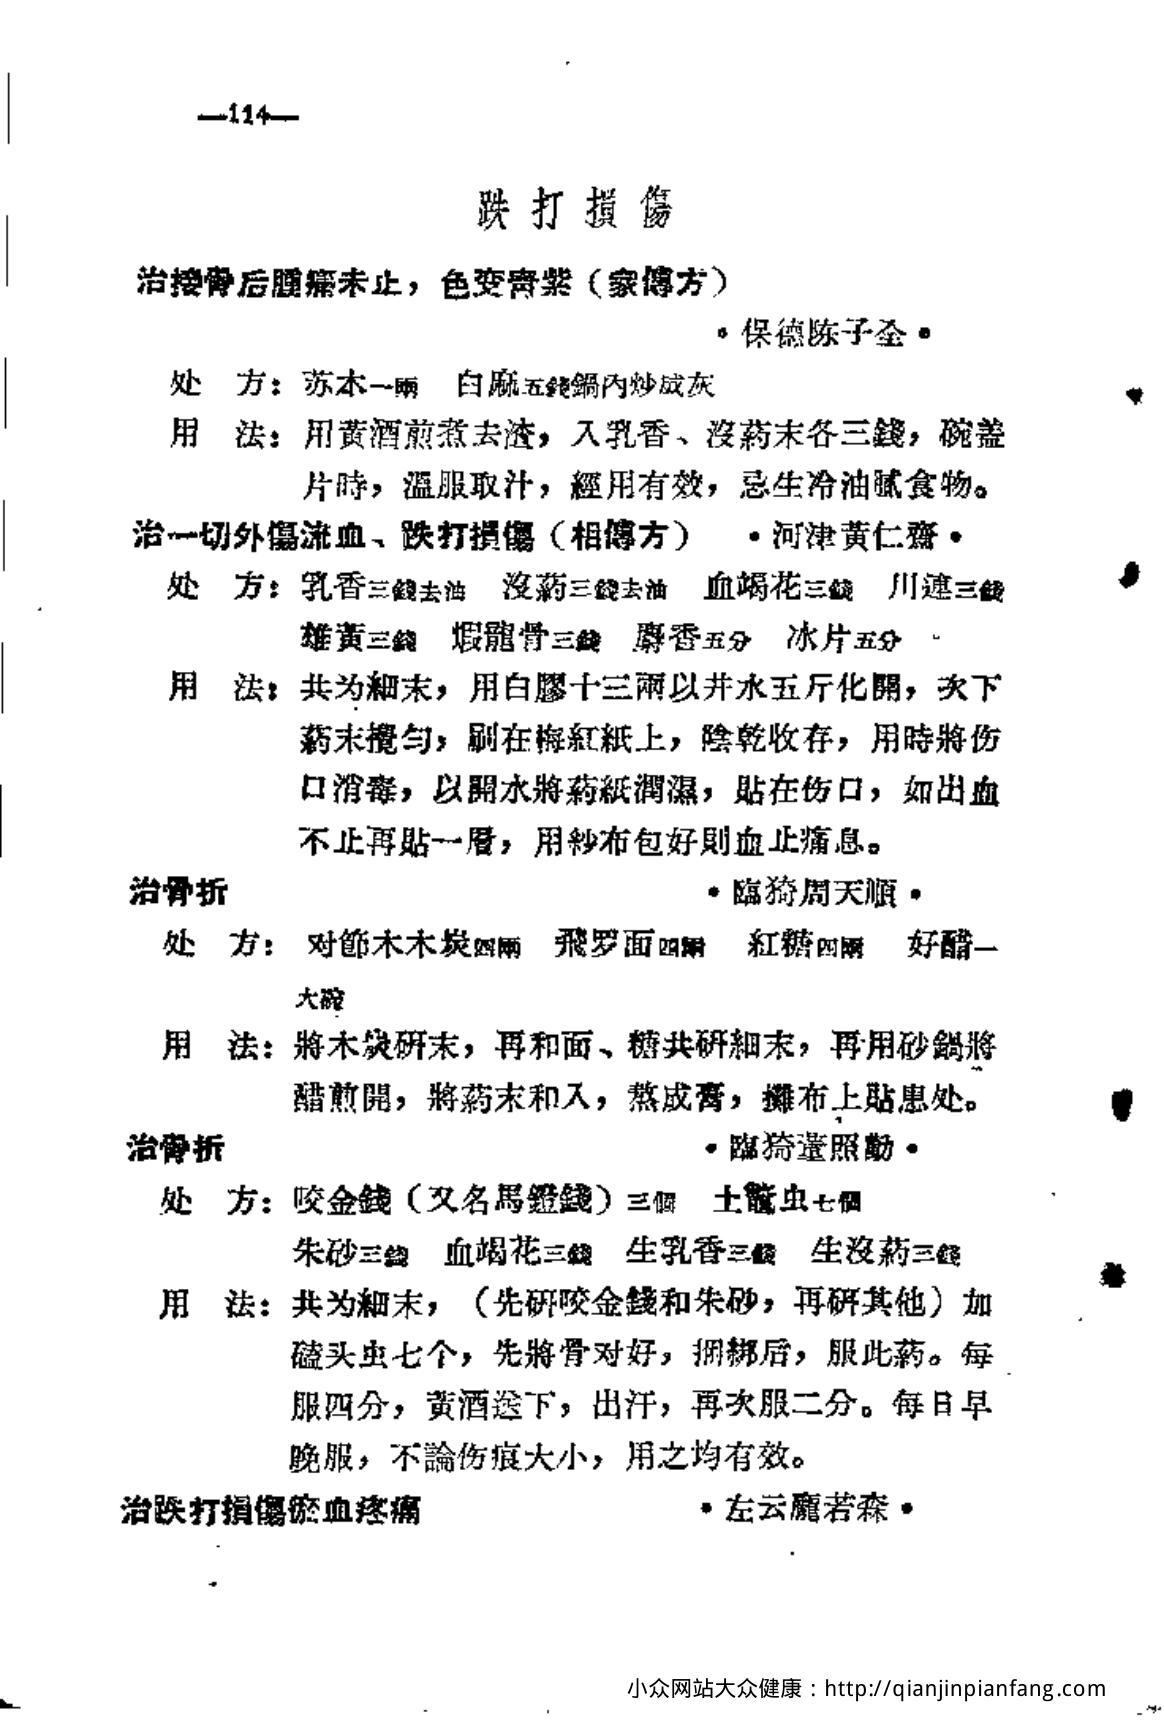 —114—
跌打損傷
治接骨后腫痛未止，色变青紫（家傳方）
•保德陈子全•
处　方：苏木一兩　白麻五錢鍋內炒成灰
用　法：用黄酒煎煮去渣，入乳香、沒葯末各三錢，碗蓋
片時，溫服取汁，經用有效，忌生冷油膩食物。
治一切外傷流血、跌打損傷（相傳方）　•河津黃仁齋•
处　方：乳香三錢去油　沒葯三錢去油　血竭花三錢　川連三錢
雄黃三錢　煆龍骨三錢　麝香五分　冰片五分
用　法：共为細末，用白膠十三兩以井水五斤化開，次下
葯末攪勻，刷在梅紅紙上，陰乾收存，用時將伤
口消毒，以開水將葯紙潤濕，貼在伤口，如出血
不止再貼一層，用紗布包好則血止痛息。
治骨折　•臨猗周天順•
处　方：对節木木炭四兩　飛罗面四兩　紅糖四兩　好醋一
大碗
用　法：將木炭研末，再和面、糖共研細末，再用砂鍋將
醋煎開，將葯末和入，熬成膏，攤布上貼患处。
治骨折　•臨猗董照勤•
处　方：咬金錢（又名馬鐙錢）三個　土鱉虫七個
朱砂三錢　血竭花三錢　生乳香三錢　生沒葯三錢
用　法：共为細末，（先研咬金錢和朱砂，再研其他）加
磕头虫七个，先將骨对好，捆綁后，服此葯。每
服四分，黃酒送下，出汗，再次服二分。每日早
晚服，不論伤痕大小，用之均有效。
治跌打損傷瘀血疼痛　•左云龐若森•
小众网站大众健康：http://qianjinpianfang.com